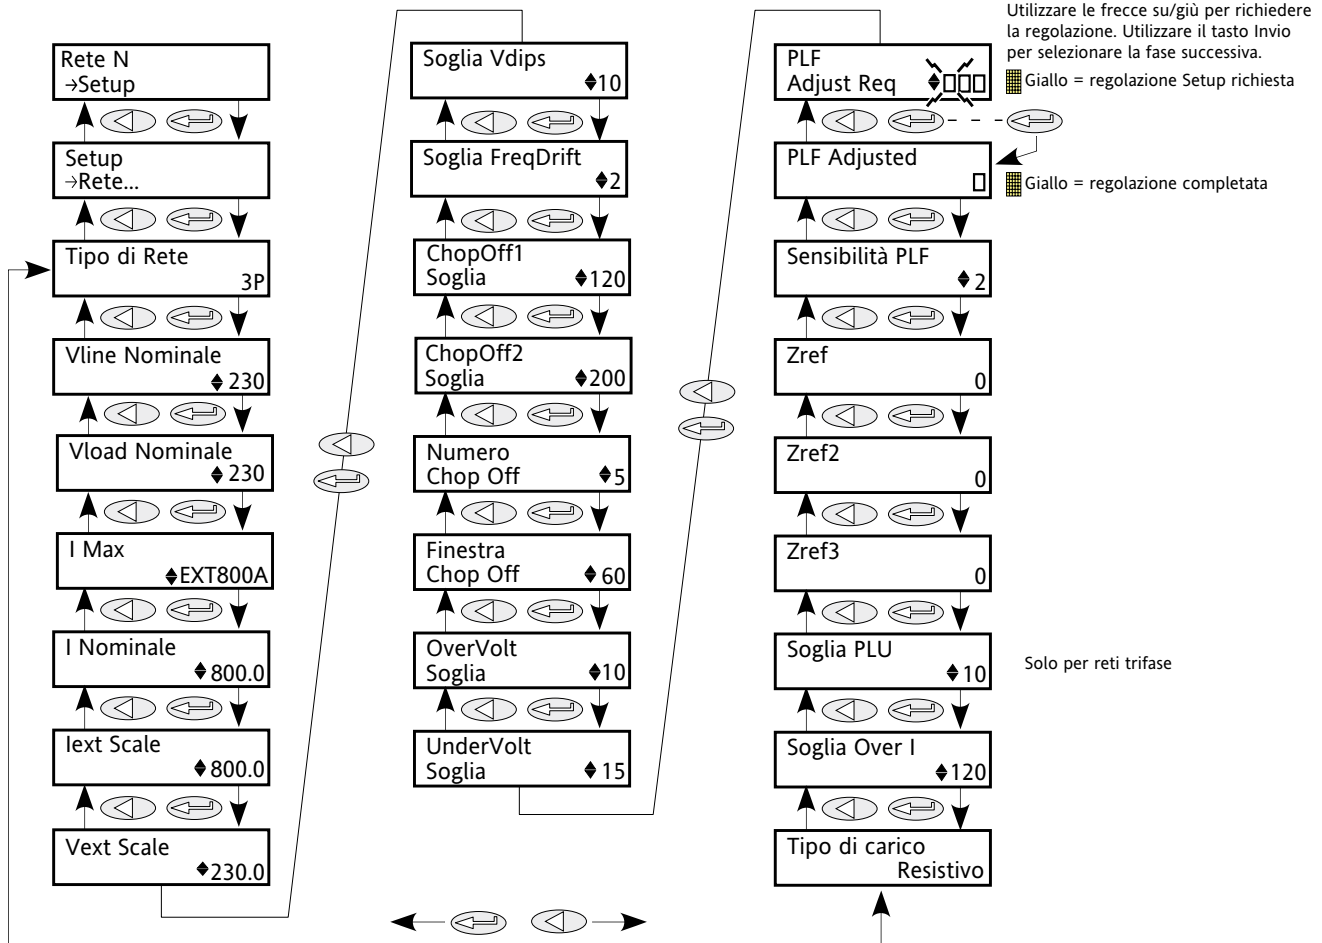 Rete N
→Setup
Setup
→Rete...
Tipo di Rete
3P
Vline Nominale
230
Vload Nominale
230
I Max
EXT800A
I Nominale
800.0
Iext Scale
800.0
Vext Scale
230.0
Soglia Vdips
10
Soglia FreqDrift
2
ChopOff1
Soglia 120
ChopOff2
Soglia 200
Numero
Chop Off 5
Finestra
Chop Off 60
OverVolt
Soglia 10
UnderVolt
Soglia 15
PLF
Adjust Req
PLF Adjusted
Sensibilità PLF
2
Zref
0
Zref2
0
Zref3
0
Soglia PLU
10
Soglia Over I
120
Tipo di carico
Resistivo
Utilizzare le frecce su/giù per richiedere
la regolazione. Utilizzare il tasto Invio
per selezionare la fase successiva.
Giallo = regolazione Setup richiesta
Giallo = regolazione completata
Solo per reti trifase